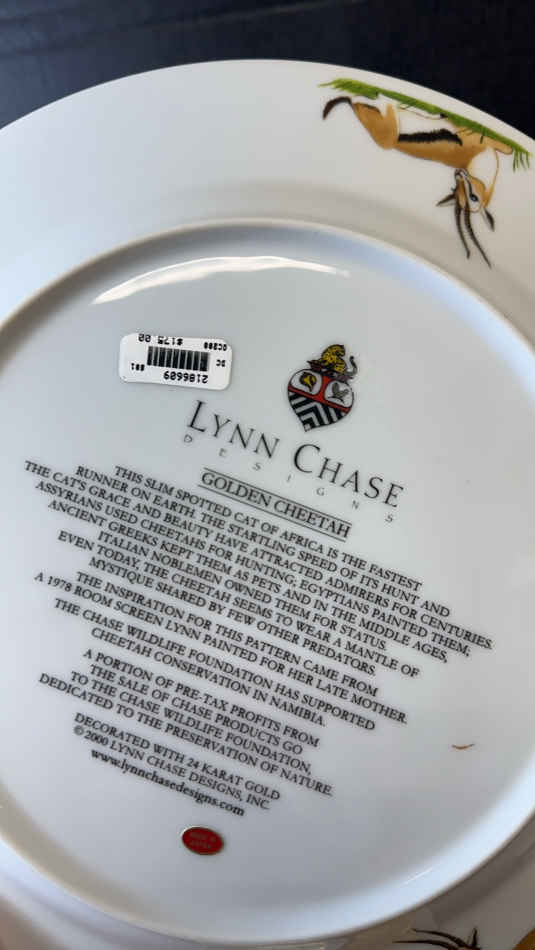 $175.00
OC280
DC
801
2186609
LYNN CHASE
DESIGNS
GOLDEN CHEETAH
THIS SLIM SPOTTED CAT OF AFRICA IS THE FASTEST
RUNNER ON EARTH. THE STARTLING SPEED OF ITS HUNT AND
THE CAT'S GRACE AND BEAUTY HAVE ATTRACTED ADMIRERS FOR CENTURIES.
ASSYRIANS USED CHEETAHS FOR HUNTING; EGYPTIANS PAINTED THEM;
ANCIENT GREEKS KEPT THEM AS PETS AND IN THE MIDDLE AGES,
ITALIAN NOBLEMEN OWNED THEM FOR STATUS.
EVEN TODAY, THE CHEETAH SEEMS TO WEAR A MANTLE OF
MYSTIQUE SHARED BY FEW OTHER PREDATORS.
THE INSPIRATION FOR THIS PATTERN CAME FROM
A 1978 ROOM SCREEN LYNN PAINTED FOR HER LATE MOTHER.
THE CHASE WILDLIFE FOUNDATION HAS SUPPORTED
CHEETAH CONSERVATION IN NAMIBIA.
A PORTION OF PRE-TAX PROFITS FROM
THE SALE OF CHASE PRODUCTS GO
TO THE CHASE WILDLIFE FOUNDATION,
DEDICATED TO THE PRESERVATION OF NATURE.
DECORATED WITH 24 KARAT GOLD
© 2000 LYNN CHASE DESIGNS, INC.
www.lynnchasedesigns.com